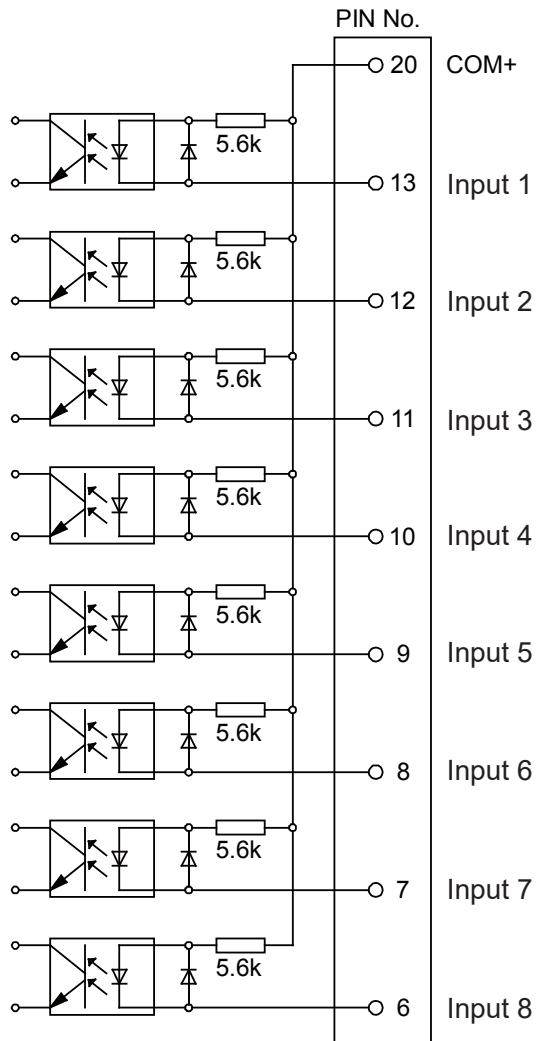 PIN No.
20 COM+
5.6k
13 Input 1
5.6k
12 Input 2
5.6k
11 Input 3
5.6k
10 Input 4
5.6k
9 Input 5
5.6k
8 Input 6
5.6k
7 Input 7
5.6k
6 Input 8